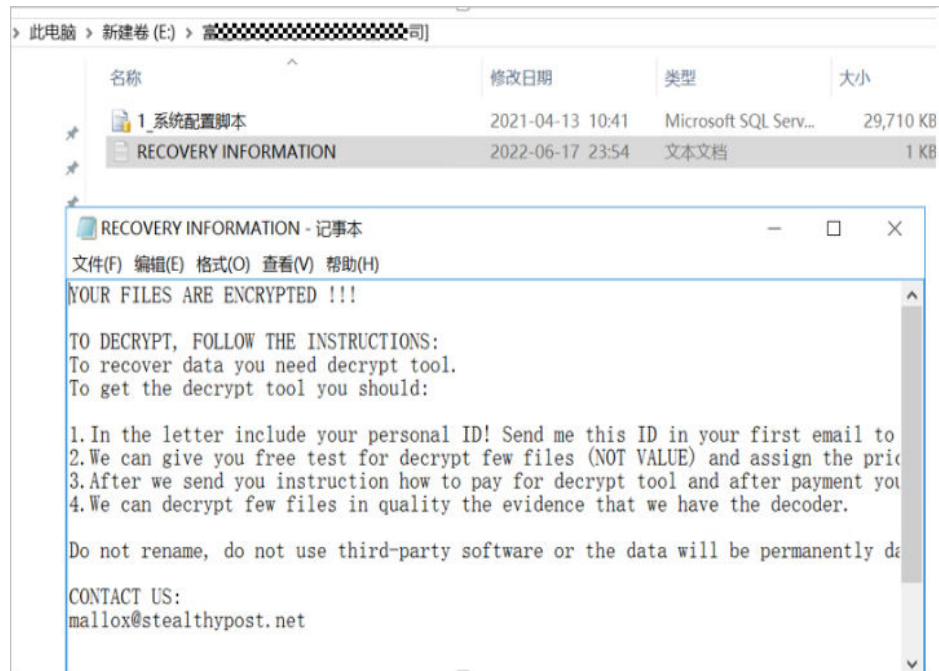 此电脑 › 新建卷 (E:) › 富 司]
名称 修改日期 类型 大小
1_系统配置脚本 2021-04-13 10:41 Microsoft SQL Serv... 29,710 KB
RECOVERY INFORMATION 2022-06-17 23:54 文本文档 1 KB
RECOVERY INFORMATION - 记事本
文件(F) 编辑(E) 格式(O) 查看(V) 帮助(H)
YOUR FILES ARE ENCRYPTED !!!
TO DECRYPT, FOLLOW THE INSTRUCTIONS:
To recover data you need decrypt tool.
To get the decrypt tool you should:
1.In the letter include your personal ID! Send me this ID in your first email to
2.We can give you free test for decrypt few files (NOT VALUE) and assign the pric
3.After we send you instruction how to pay for decrypt tool and after payment you
4.We can decrypt few files in quality the evidence that we have the decoder.
Do not rename, do not use third-party software or the data will be permanently da
CONTACT US:
mallox@stealthypost.net